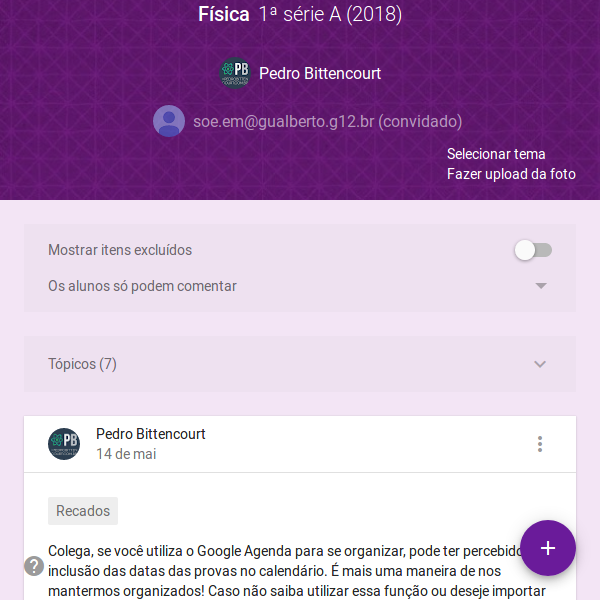 Física 1ª série A (2018)
PB
Pedro Bittencourt
soe.em@gualberto.g12.br (convidado)
Selecionar tema
Fazer upload da foto
Mostrar itens excluídos
Os alunos só podem comentar
Tópicos (7)
PB
Pedro Bittencourt
14 de mai
Recados
Colega, se você utiliza o Google Agenda para se organizar, pode ter percebido
inclusão das datas das provas no calendário. É mais uma maneira de nos
mantermos organizados! Caso não saiba utilizar essa função ou deseje importar